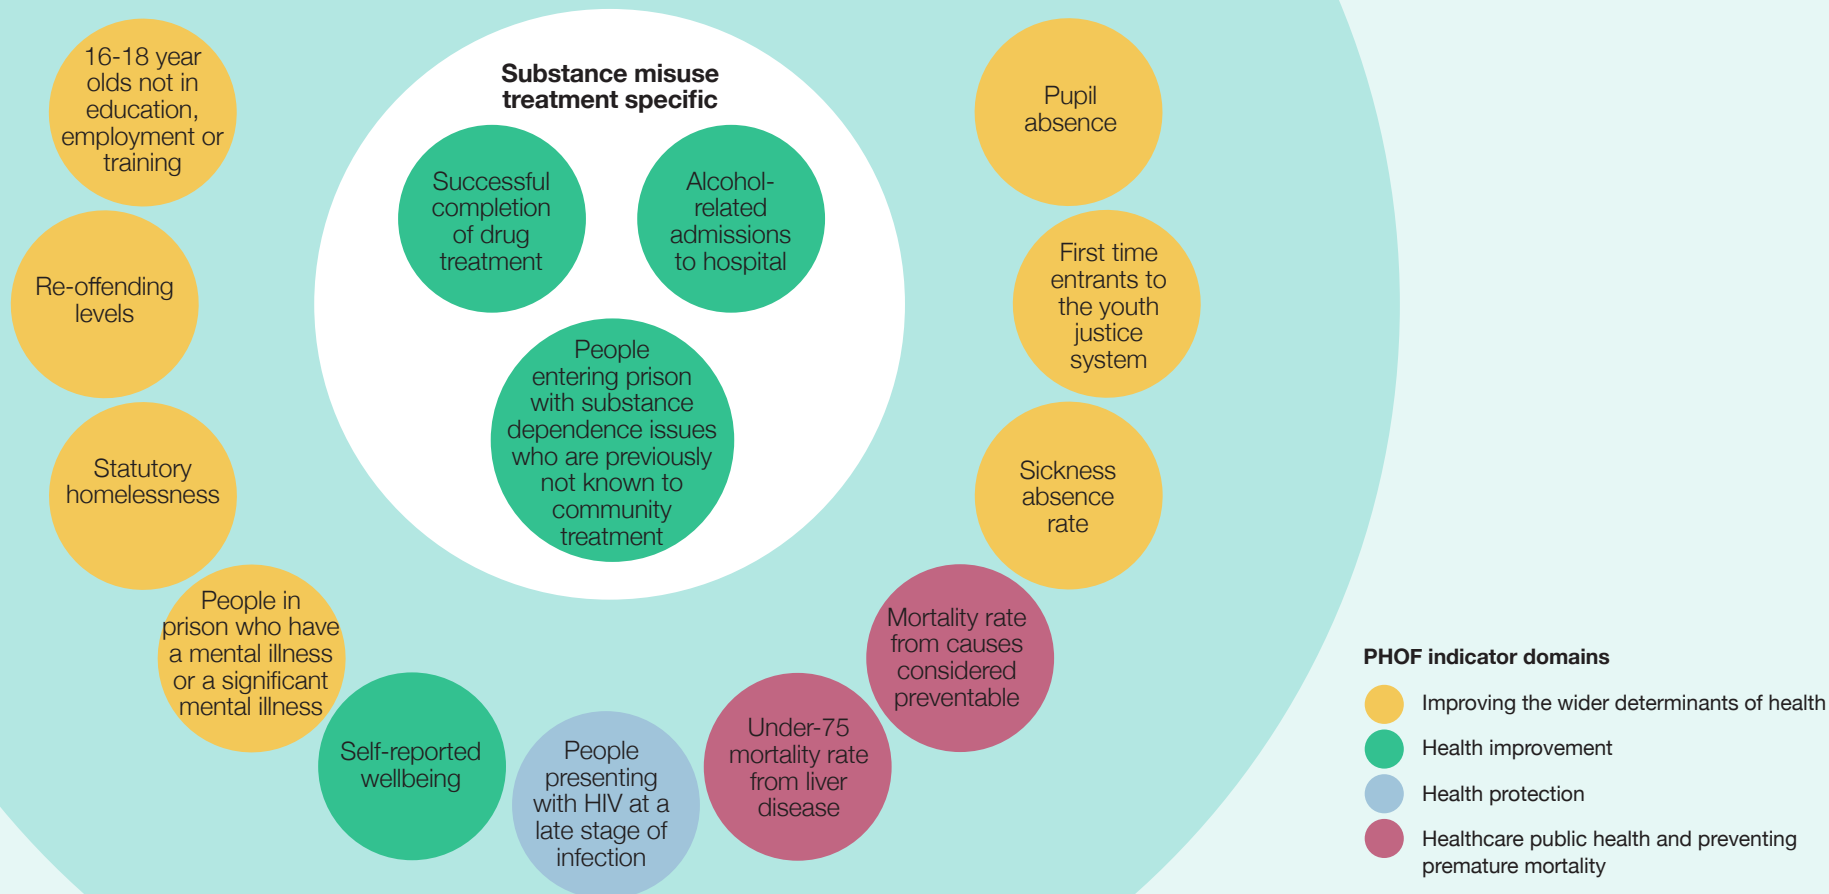 16-18 year
olds not in
education,
employment or
training
Re-offending
levels
Statutory
homelessness
People in
prison who have
a mental illness
or a significant
mental illness
Self-reported
wellbeing
People
presenting
with HIV at a
late stage of
infection
Under-75
mortality rate
from liver
disease
Mortality rate
from causes
considered
preventable
Sickness
absence
rate
First time
entrants to
the youth
justice
system
Pupil
absence
Substance misuse
treatment specific
Successful
completion
of drug
treatment
Alcohol-
related
admissions
to hospital
People
entering prison
with substance
dependence issues
who are previously
not known to
community
treatment
PHOF indicator domains
Improving the wider determinants of health
Health improvement
Health protection
Healthcare public health and preventing
premature mortality